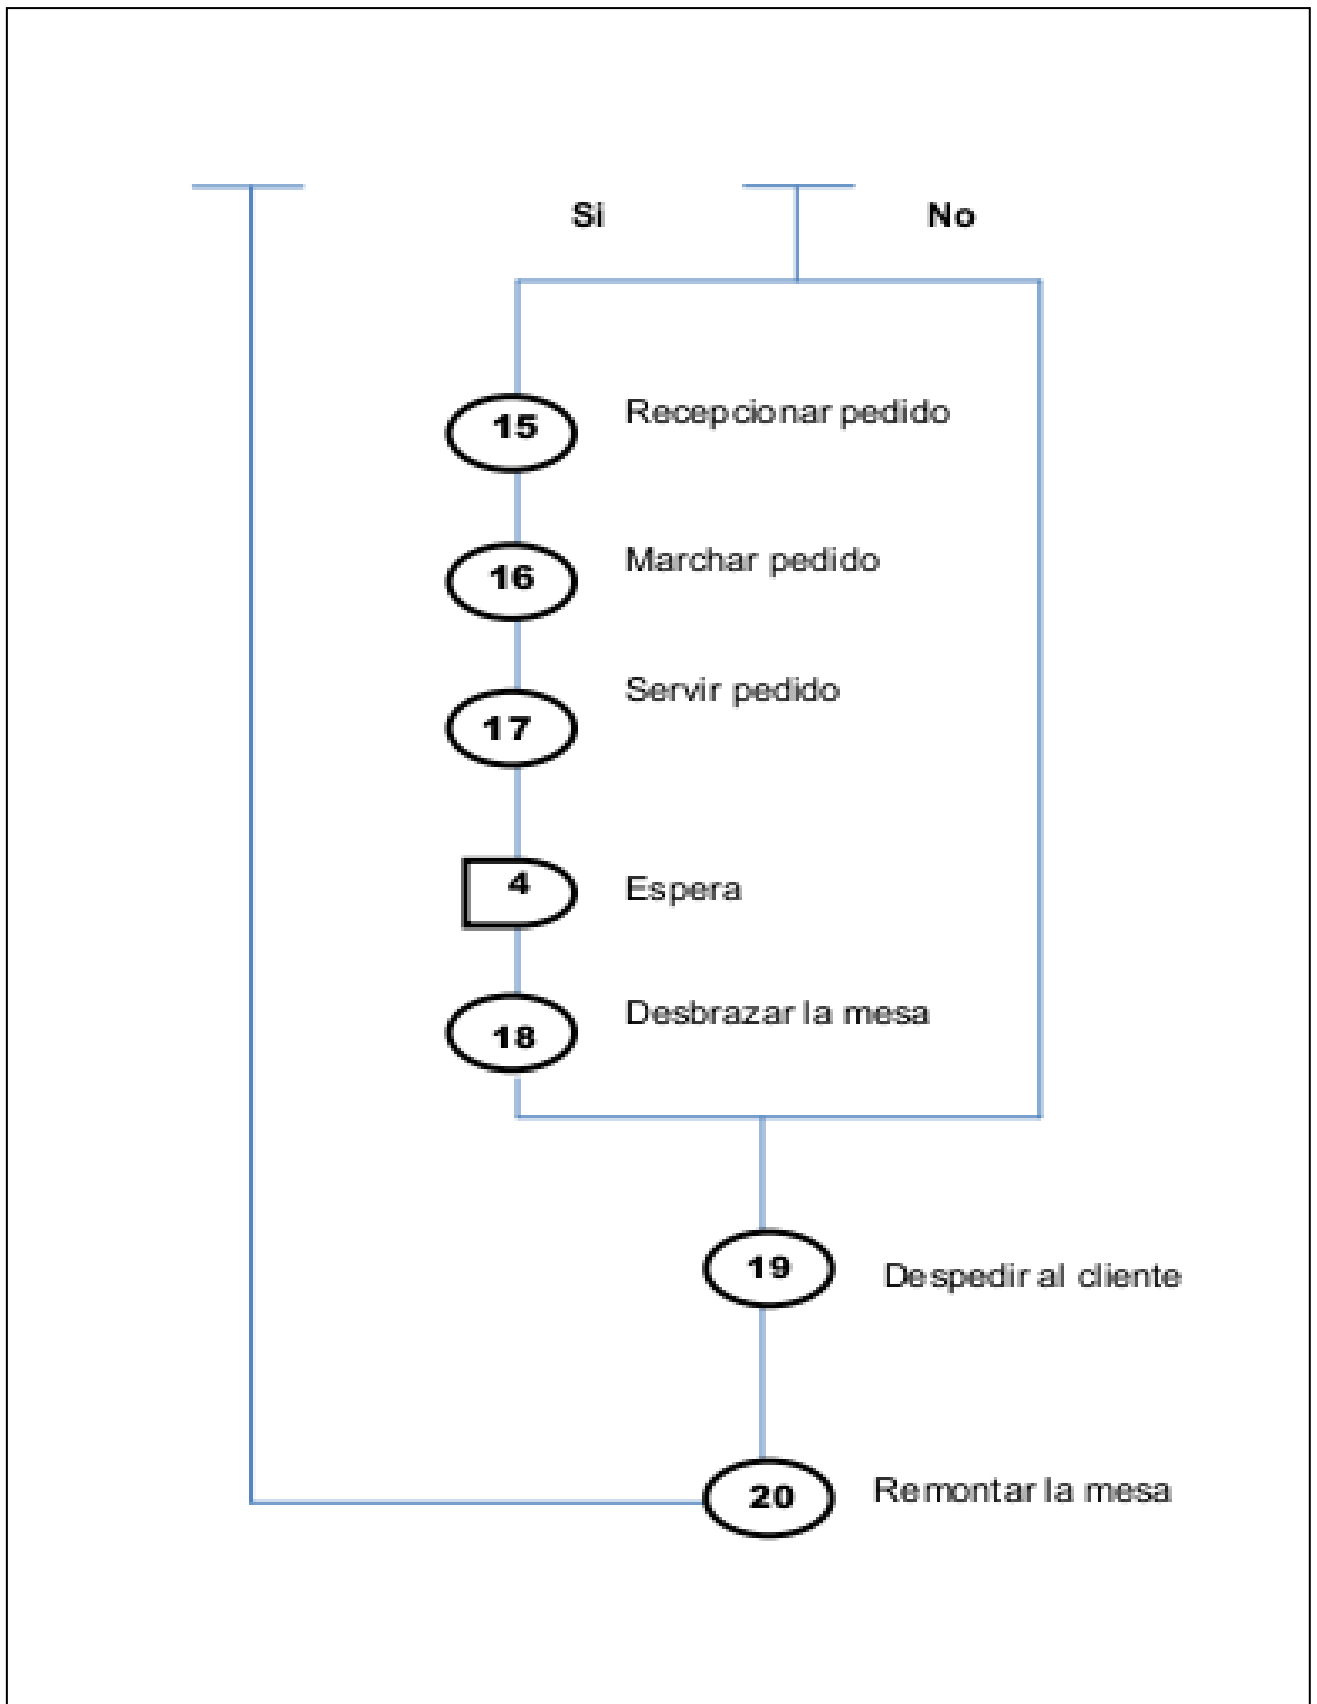 Si No
15 Recepcionar pedido
16 Marchar pedido
17 Servir pedido
4 Espera
18 Desbrazar la mesa
19 Despedir al cliente
20 Remontar la mesa